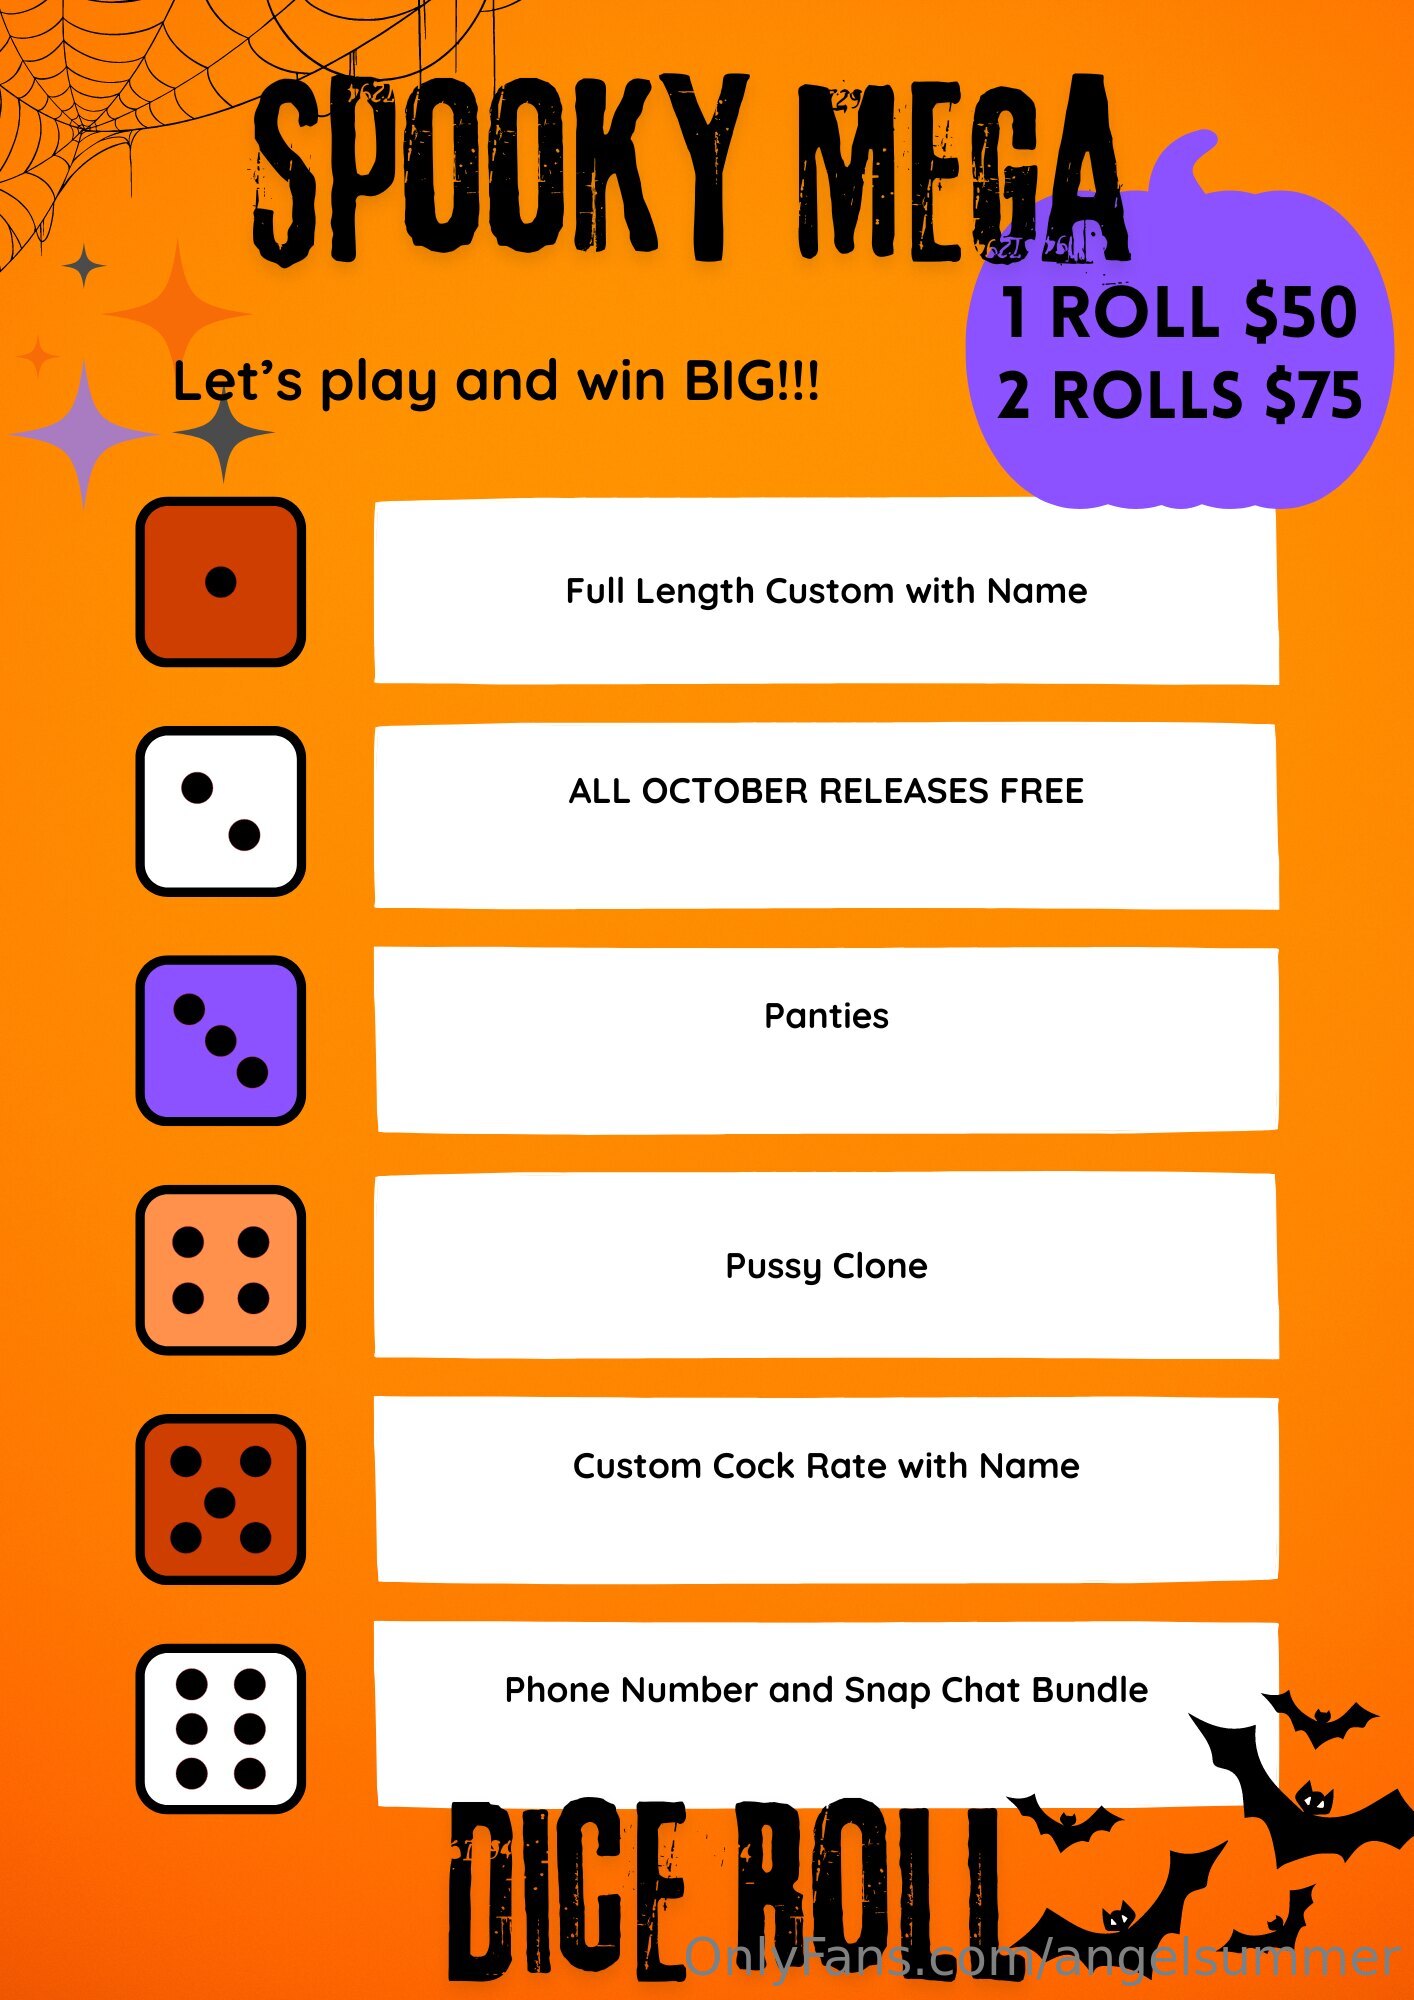 SPOOKY MEGA
1 ROLL $50
2 ROLLS $75
Let's play and win BIG!!!
Full Length Custom with Name
ALL OCTOBER RELEASES FREE
Panties
Pussy Clone
Custom Cock Rate with Name
Phone Number and Snap Chat Bundle
DICE ROLL
OnlyFans.com/angelsummer